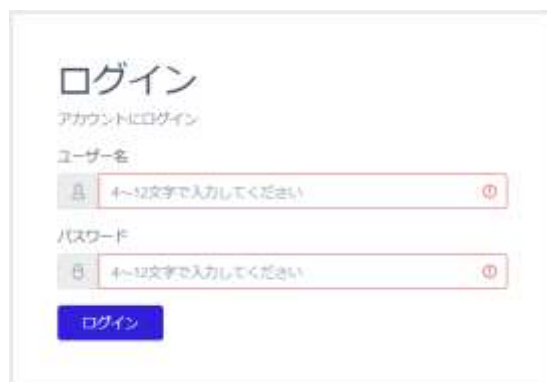 ログイン
アカウントにログイン
ユーザー名
4～12文字で入力してください
パスワード
4～12文字で入力してください
ログイン